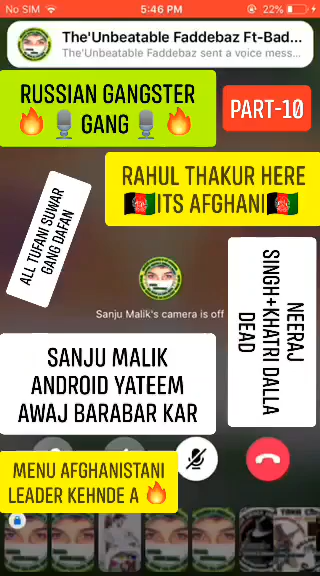 No SIM
5:46 PM
22%
The'Unbeatable Faddebaz Ft-Bad...
The'Unbeatable Faddebaz sent a voice mess...
RUSSIAN GANGSTER
🔥🎙️GANG🎙️🔥
PART-10
RAHUL THAKUR HERE
🇦🇫ITS AFGHANI🇦🇫
ALL TUFANI SUWAR
GANG DAFAN
Sanju Malik's camera is off
NEERAJ
SINGH+KHATRI DALLA
DEAD
SANJU MALIK
ANDROID YATEEM
AWAJ BARABAR KAR
MENU AFGHANISTANI
LEADER KEHNDE A 🔥